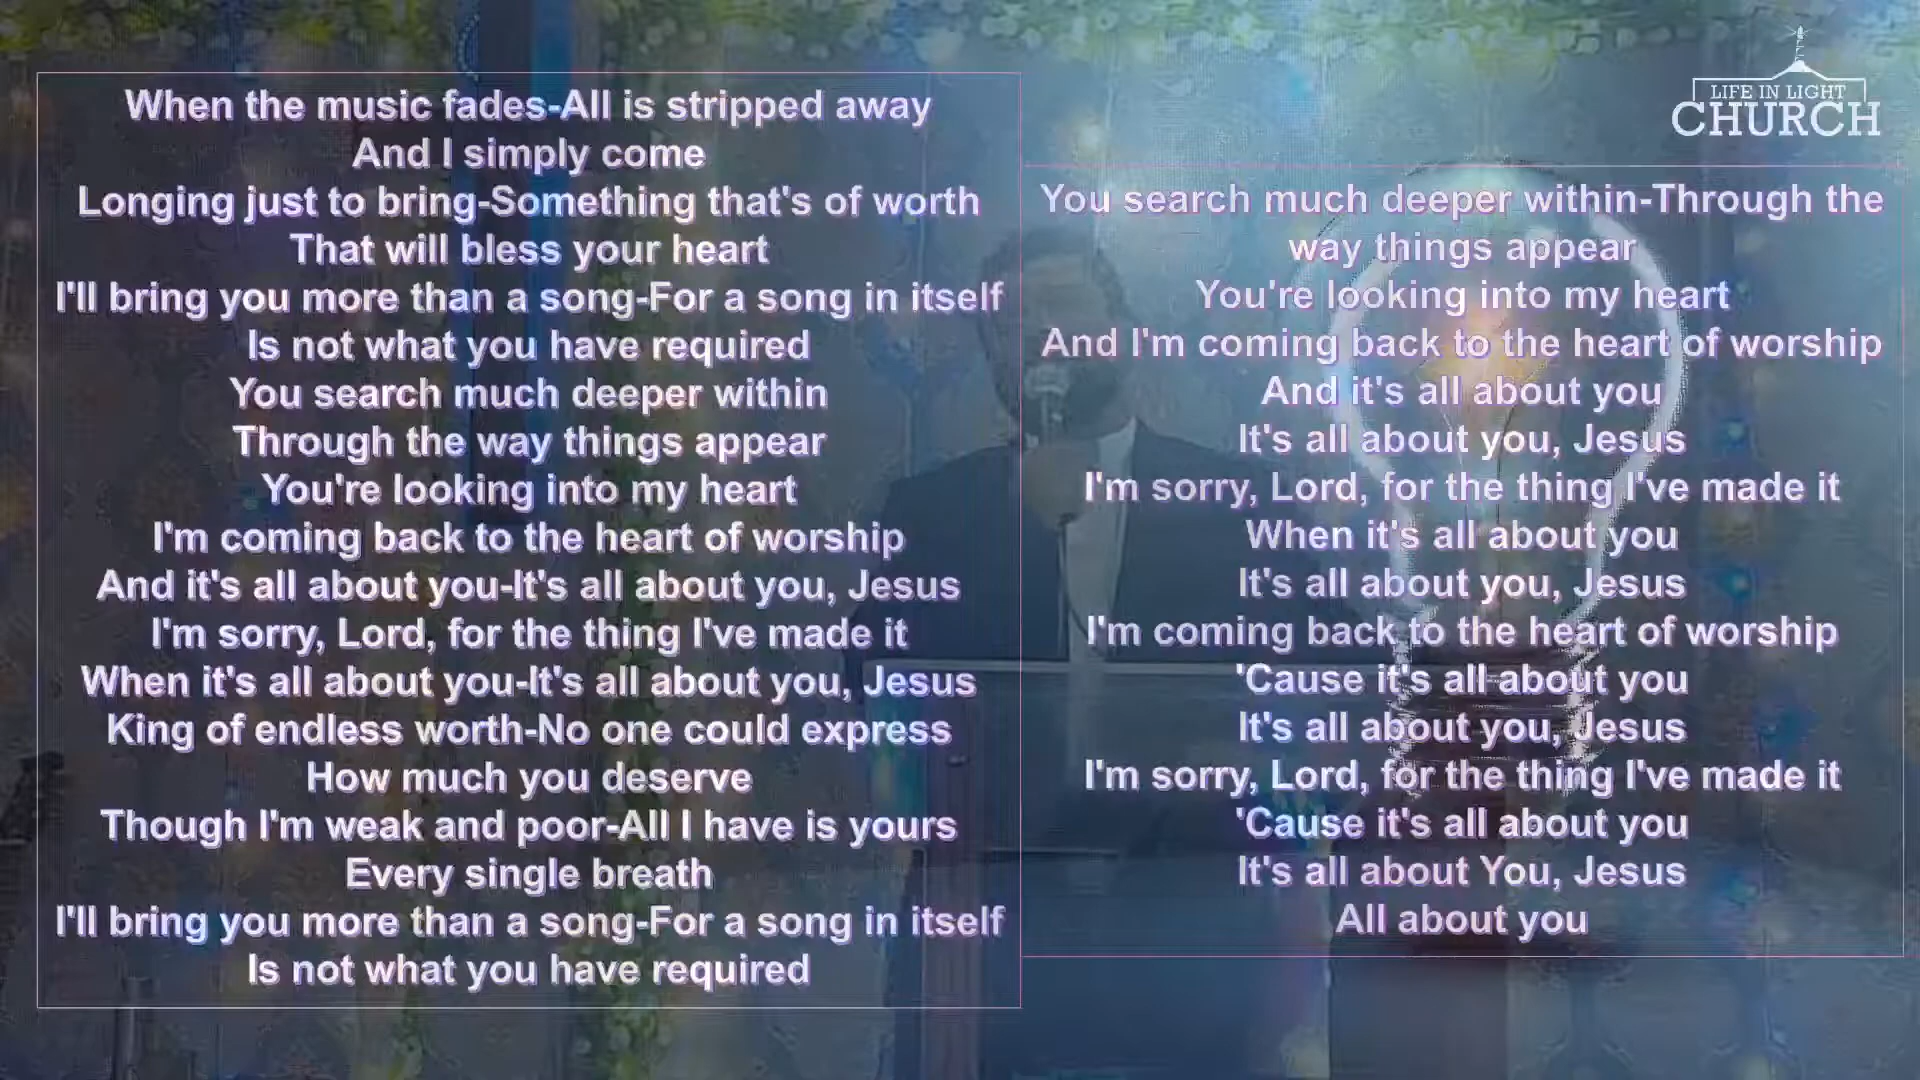 LIFE IN LIGHT
CHURCH
When the music fades-All is stripped away
And I simply come
Longing just to bring-Something that's of worth
That will bless your heart
I'll bring you more than a song-For a song in itself
Is not what you have required
You search much deeper within
Through the way things appear
You're looking into my heart
I'm coming back to the heart of worship
And it's all about you-It's all about you, Jesus
I'm sorry, Lord, for the thing I've made it
When it's all about you-It's all about you, Jesus
King of endless worth-No one could express
How much you deserve
Though I'm weak and poor-All I have is yours
Every single breath
I'll bring you more than a song-For a song in itself
Is not what you have required
You search much deeper within-Through the
way things appear
You're looking into my heart
And I'm coming back to the heart of worship
And it's all about you
It's all about you, Jesus
I'm sorry, Lord, for the thing I've made it
When it's all about you
It's all about you, Jesus
I'm coming back to the heart of worship
'Cause it's all about you
It's all about you, Jesus
I'm sorry, Lord, for the thing I've made it
'Cause it's all about you
It's all about You, Jesus
All about you